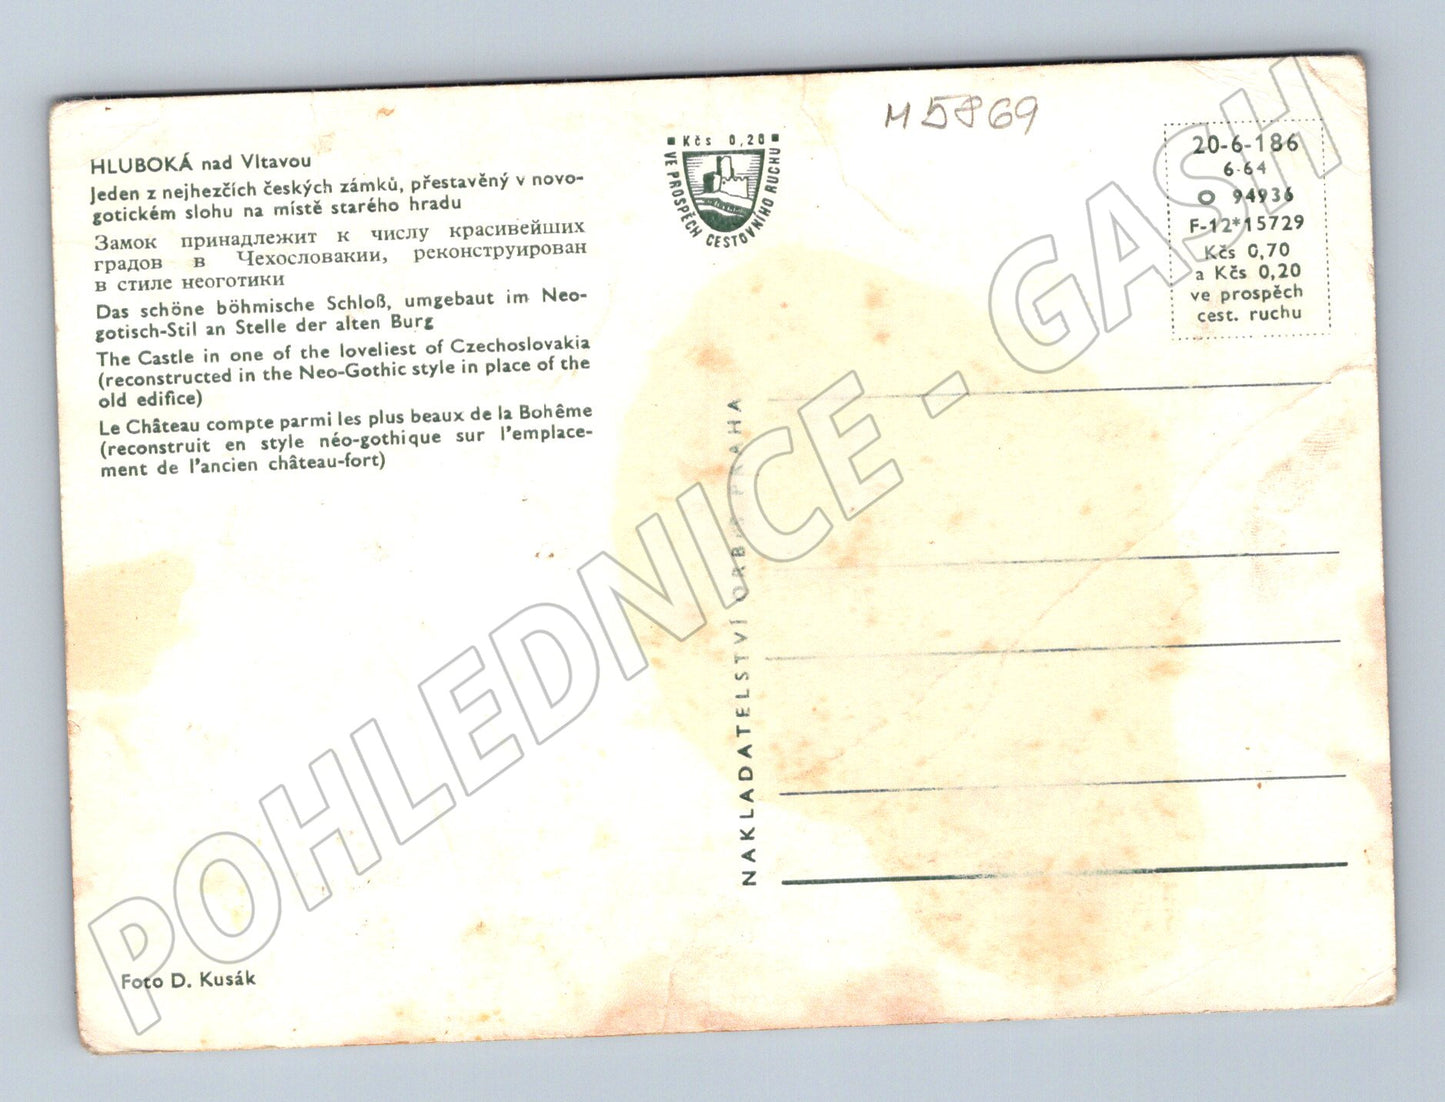 HLUBOKÁ nad Vltavou
Jeden z nejhezčích českých zámků, přestavěný v novo-
gotickém slohu na místě starého hradu
Замок принадлежит к числу красивейших
градов в Чехословакии, реконструирован
в стиле неоготики
Das schöne böhmische Schloß, umgebaut im Neo-
gotisch-Stil an Stelle der alten Burg
The Castle in one of the loveliest of Czechoslovakia
(reconstructed in the Neo-Gothic style in place of the
old edifice)
Le Château compte parmi les plus beaux de la Bohême
(reconstruit en style néo-gothique sur l'emplace-
ment de l'ancien château-fort)
Foto D. Kusák
Kčs 0,20
VE PROSPĚCH CESTOVNÍHO RUCHU
NAKLADATELSTVÍ ORBIS PRAHA
M5869
20-6-186
6-64
O 94936
F-12*15729
Kčs 0,70
a Kčs 0,20
ve prospěch
cest. ruchu
POHLEDNICE - GASH